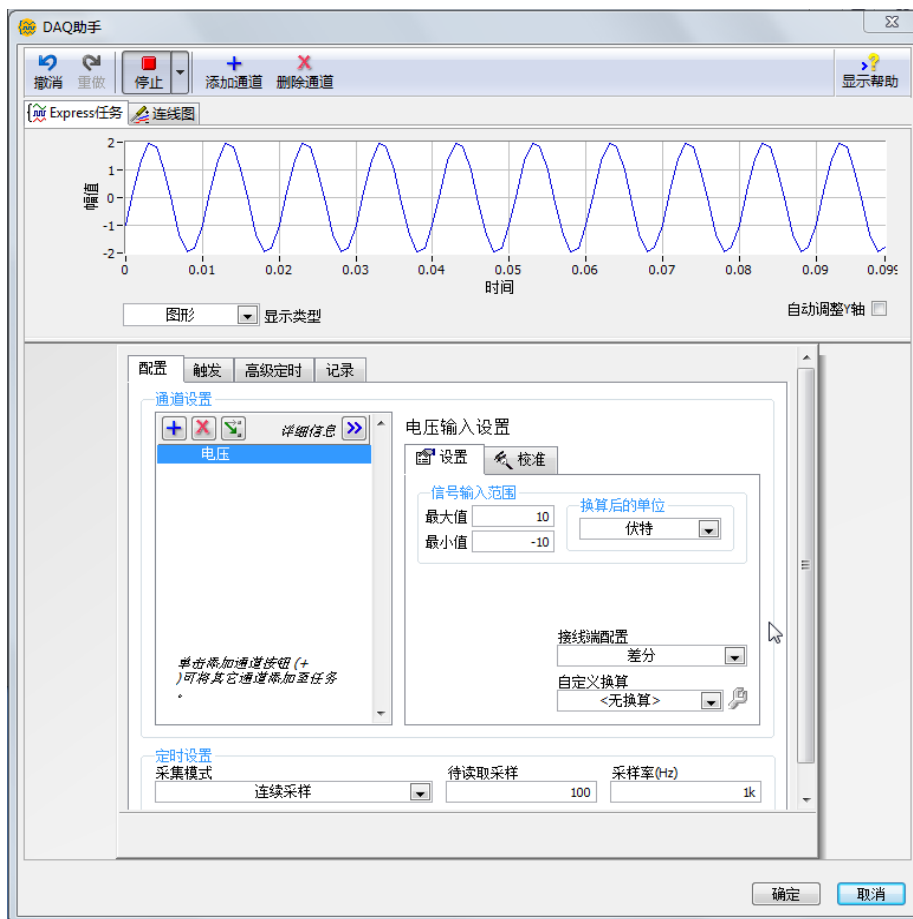 DAQ助手
撤消 重做 停止 添加通道 删除通道 显示帮助
Express任务 连线图
2
1
0
-1
-2
幅值
0 0.01 0.02 0.03 0.04 0.05 0.06 0.07 0.08 0.09 0.099
时间
图形 显示类型 自动调整Y轴
配置 触发 高级定时 记录
通道设置
详细信息
电压
单击添加通道按钮(+
)可将其它通道添加至任务
。
电压输入设置
设置 校准
信号输入范围
最大值 10
最小值 -10
换算后的单位
伏特
接线端配置
差分
自定义换算
<无换算>
定时设置
采集模式 待读取采样 采样率(Hz)
连续采样 100 1k
确定 取消